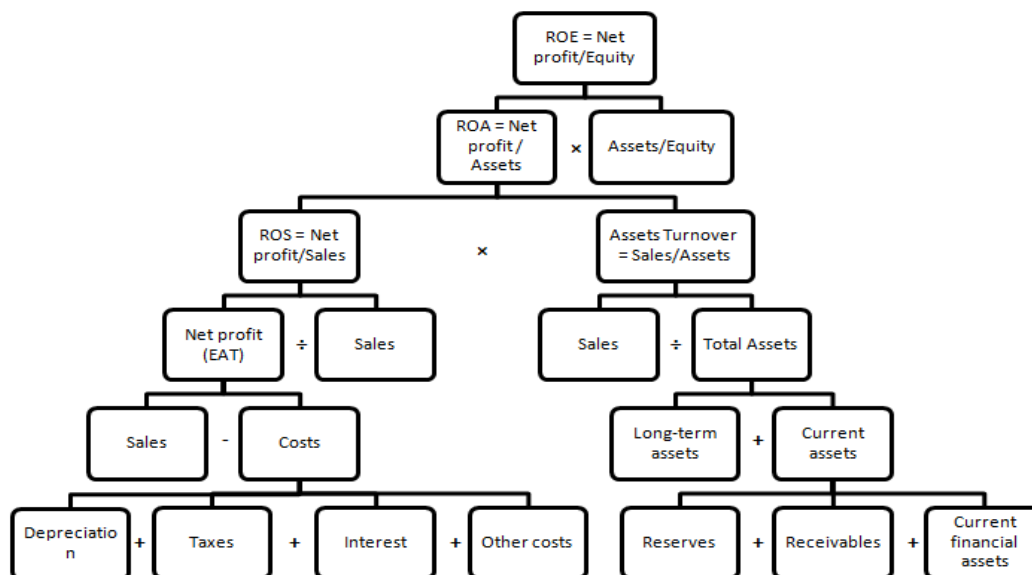 ROE = Net
profit/Equity
ROA = Net
profit /
Assets
×
Assets/Equity
ROS = Net
profit/Sales
×
Assets Turnover
= Sales/Assets
Net profit
(EAT)
÷
Sales
Sales
÷
Total Assets
Sales
-
Costs
Long-term
assets
+
Current
assets
Depreciatio
n
+
Taxes
+
Interest
+
Other costs
Reserves
+
Receivables
+
Current
financial
assets